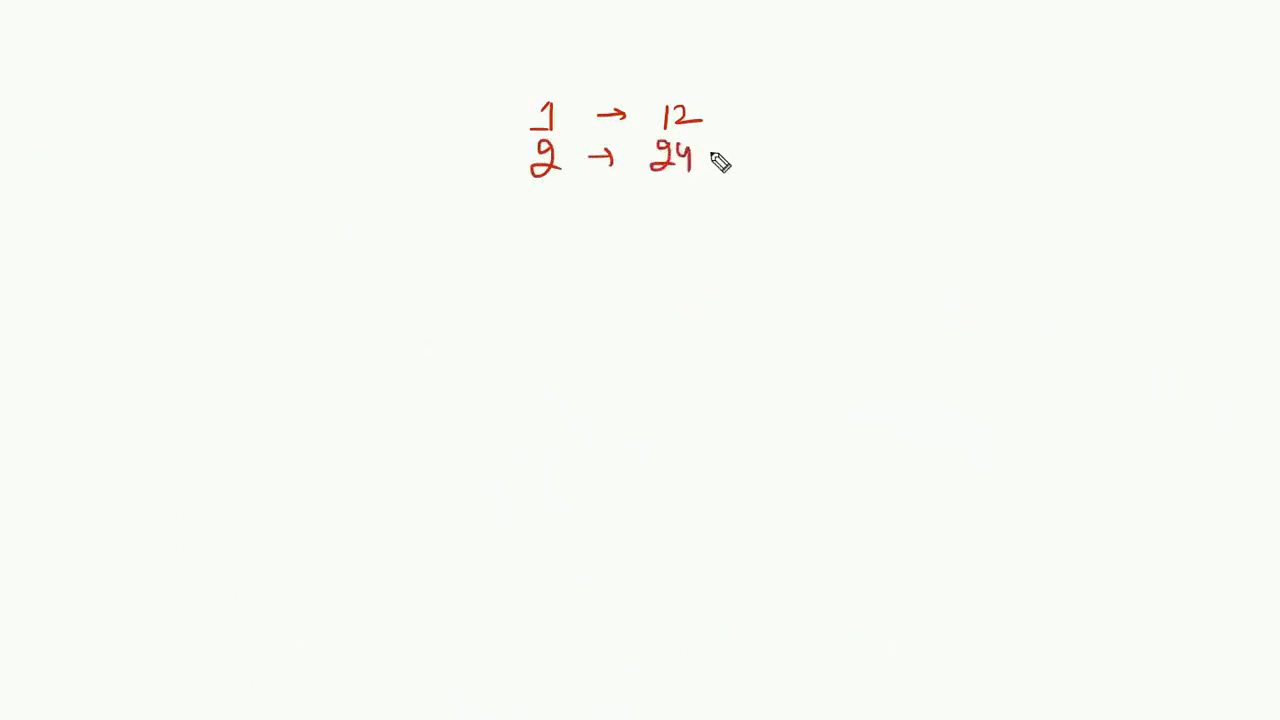 1 → 12
2 → 24